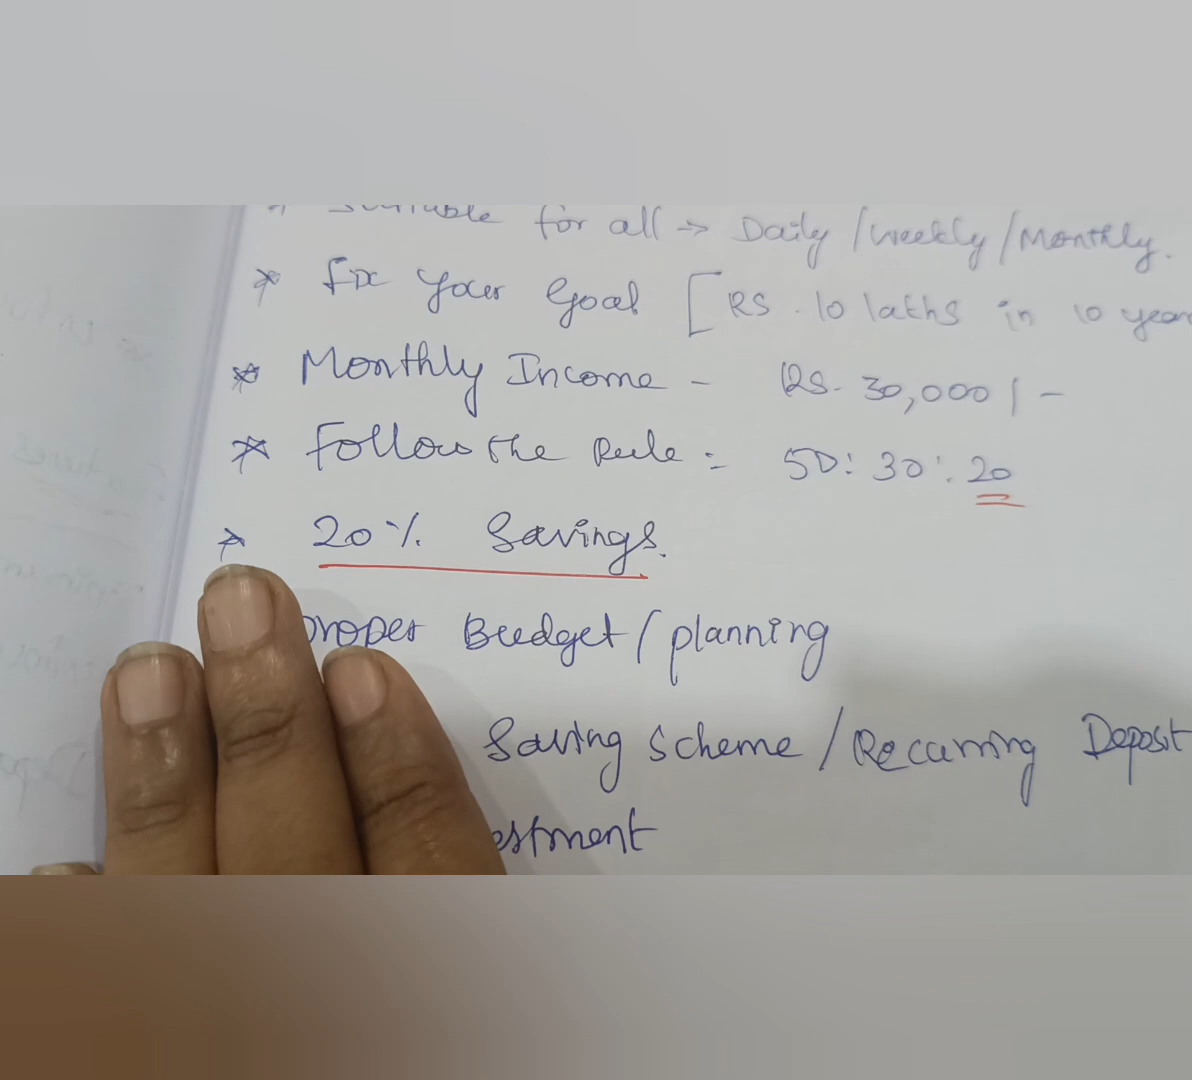 for all → Daily / Weekly / Monthly.
* Fix your Goal [ RS. 10 lakhs in 10 year
* Monthly Income - RS. 30,000/-
* Follow the Rule: 50:30:20
* 20% Savings.
proper Budget / planning
Saving Scheme / Recurring Deposit
estment